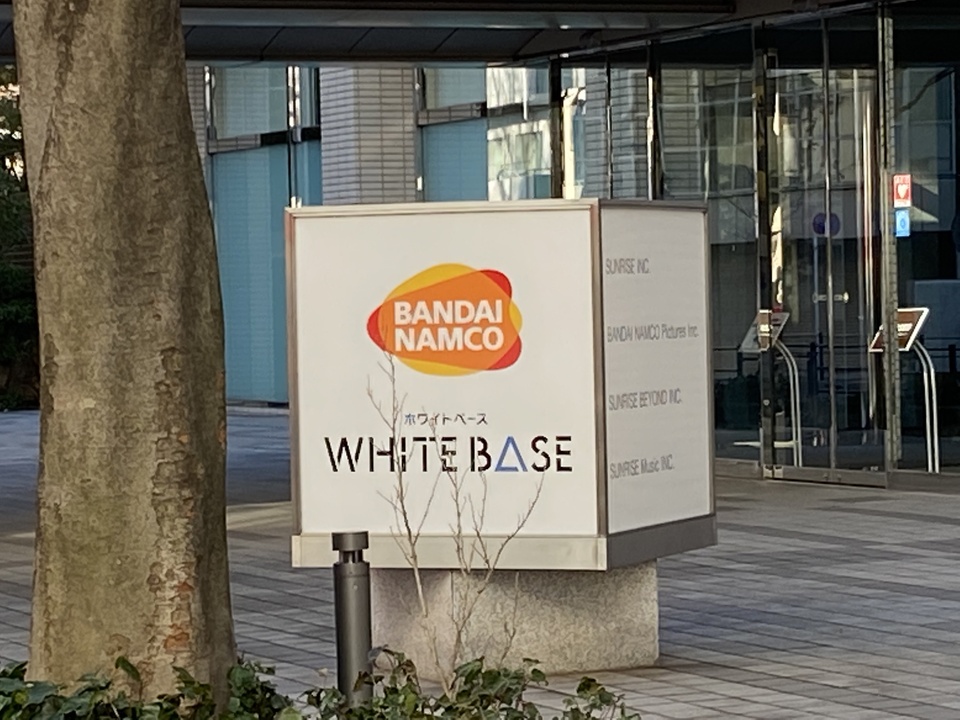 BANDAI
NAMCO
ホワイトベース
WHITE BASE
SUNRISE INC.
BANDAI NAMCO Pictures Inc.
SUNRISE BEYOND INC.
SUNRISE Music INC.